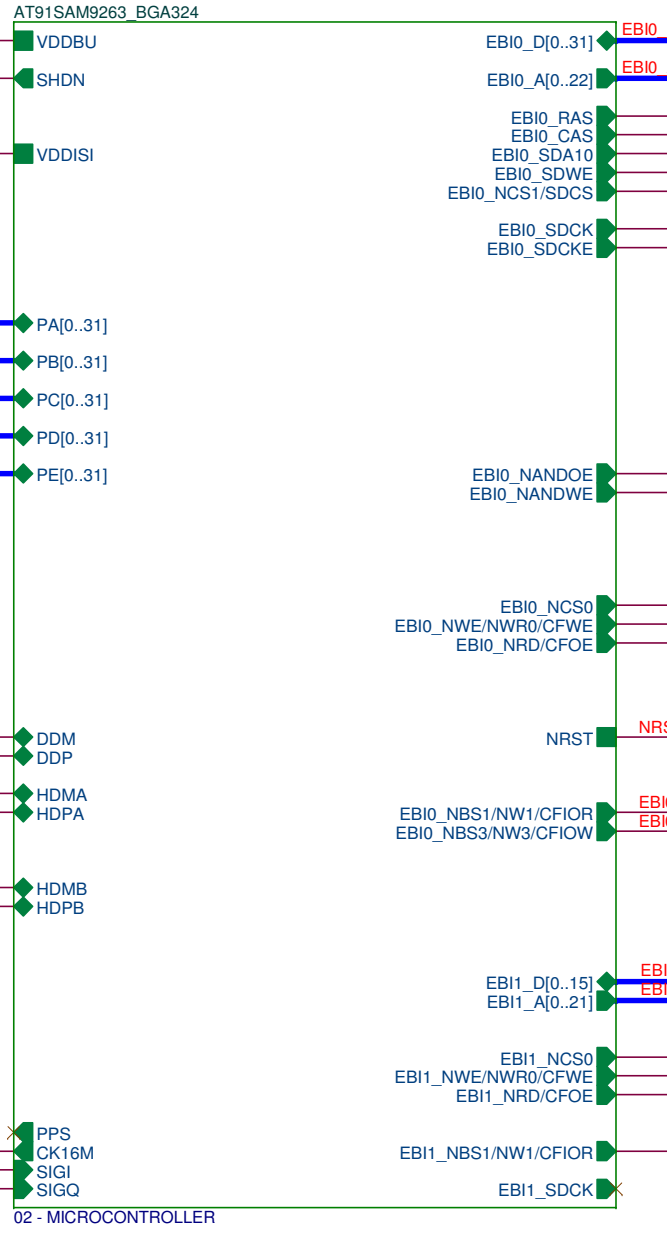 AT91SAM9263_BGA324
VDDBU
EBI0_D[0..31]
EBI0
SHDN
EBI0_A[0..22]
EBI0
EBI0_RAS
EBI0_CAS
VDDISI
EBI0_SDA10
EBI0_SDWE
EBI0_NCS1/SDCS
EBI0_SDCK
EBI0_SDCKE
PA[0..31]
PB[0..31]
PC[0..31]
PD[0..31]
PE[0..31]
EBI0_NANDOE
EBI0_NANDWE
EBI0_NCS0
EBI0_NWE/NWR0/CFWE
EBI0_NRD/CFOE
DDM
NRST
DDP
HDMA
HDPA
EBI0_NBS1/NW1/CFIOR
EBI0_NBS3/NW3/CFIOW
HDMB
HDPB
EBI1_D[0..15]
EBI1_A[0..21]
EBI1_NCS0
EBI1_NWE/NWR0/CFWE
EBI1_NRD/CFOE
PPS
CK16M
EBI1_NBS1/NW1/CFIOR
SIGI
SIGQ
EBI1_SDCK
02 - MICROCONTROLLER